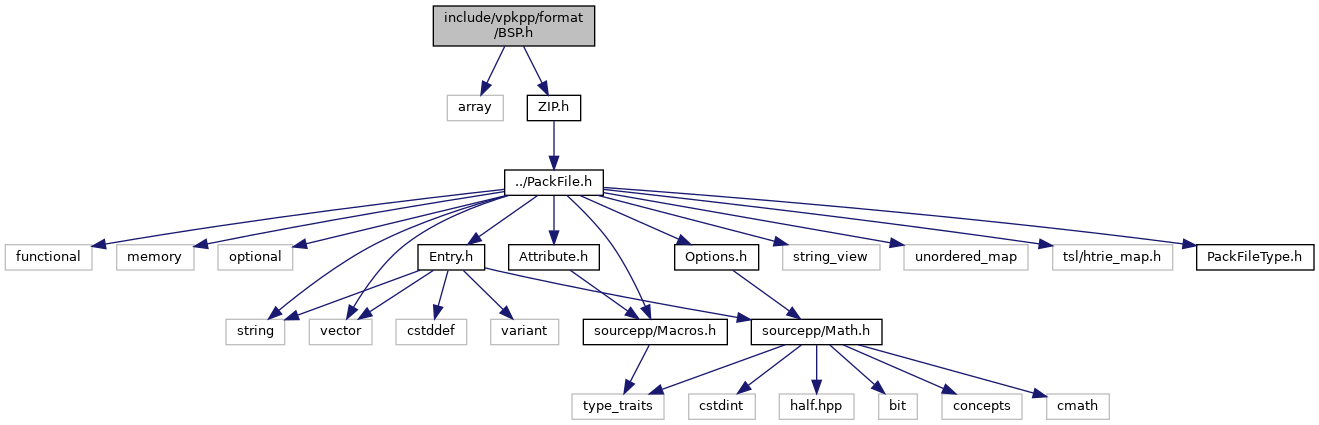 include/vpkpp/format
/BSP.h
array
ZIP.h
../PackFile.h
functional
memory
optional
Entry.h
Attribute.h
Options.h
string_view
unordered_map
tsl/htrie_map.h
PackFileType.h
string
vector
cstddef
variant
sourcepp/Macros.h
sourcepp/Math.h
type_traits
cstdint
half.hpp
bit
concepts
cmath